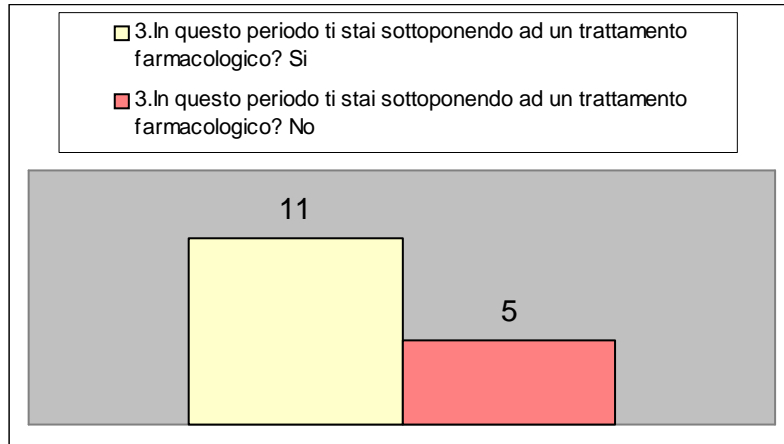 3.In questo periodo ti stai sottoponendo ad un trattamento
farmacologico? Si
3.In questo periodo ti stai sottoponendo ad un trattamento
farmacologico? No
11
5